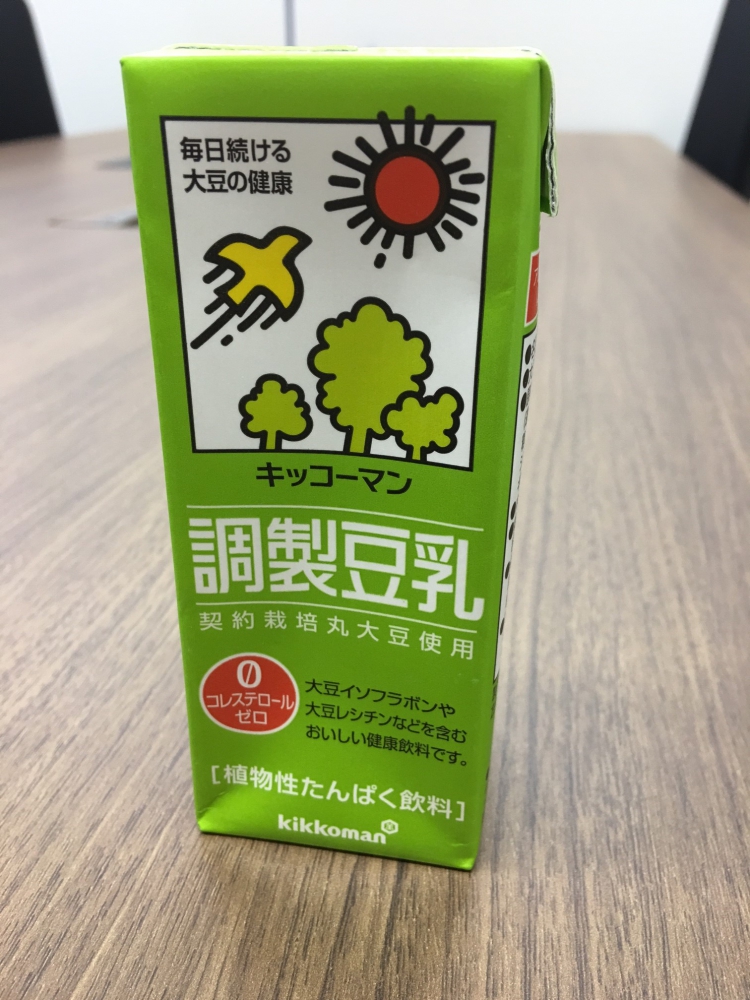 毎日続ける
大豆の健康
キッコーマン
調製豆乳
契約栽培丸大豆使用
0
コレステロール
ゼロ
大豆イソフラボンや
大豆レシチンなどを含む
おいしい健康飲料です。
[植物性たんぱく飲料]
kikkoman